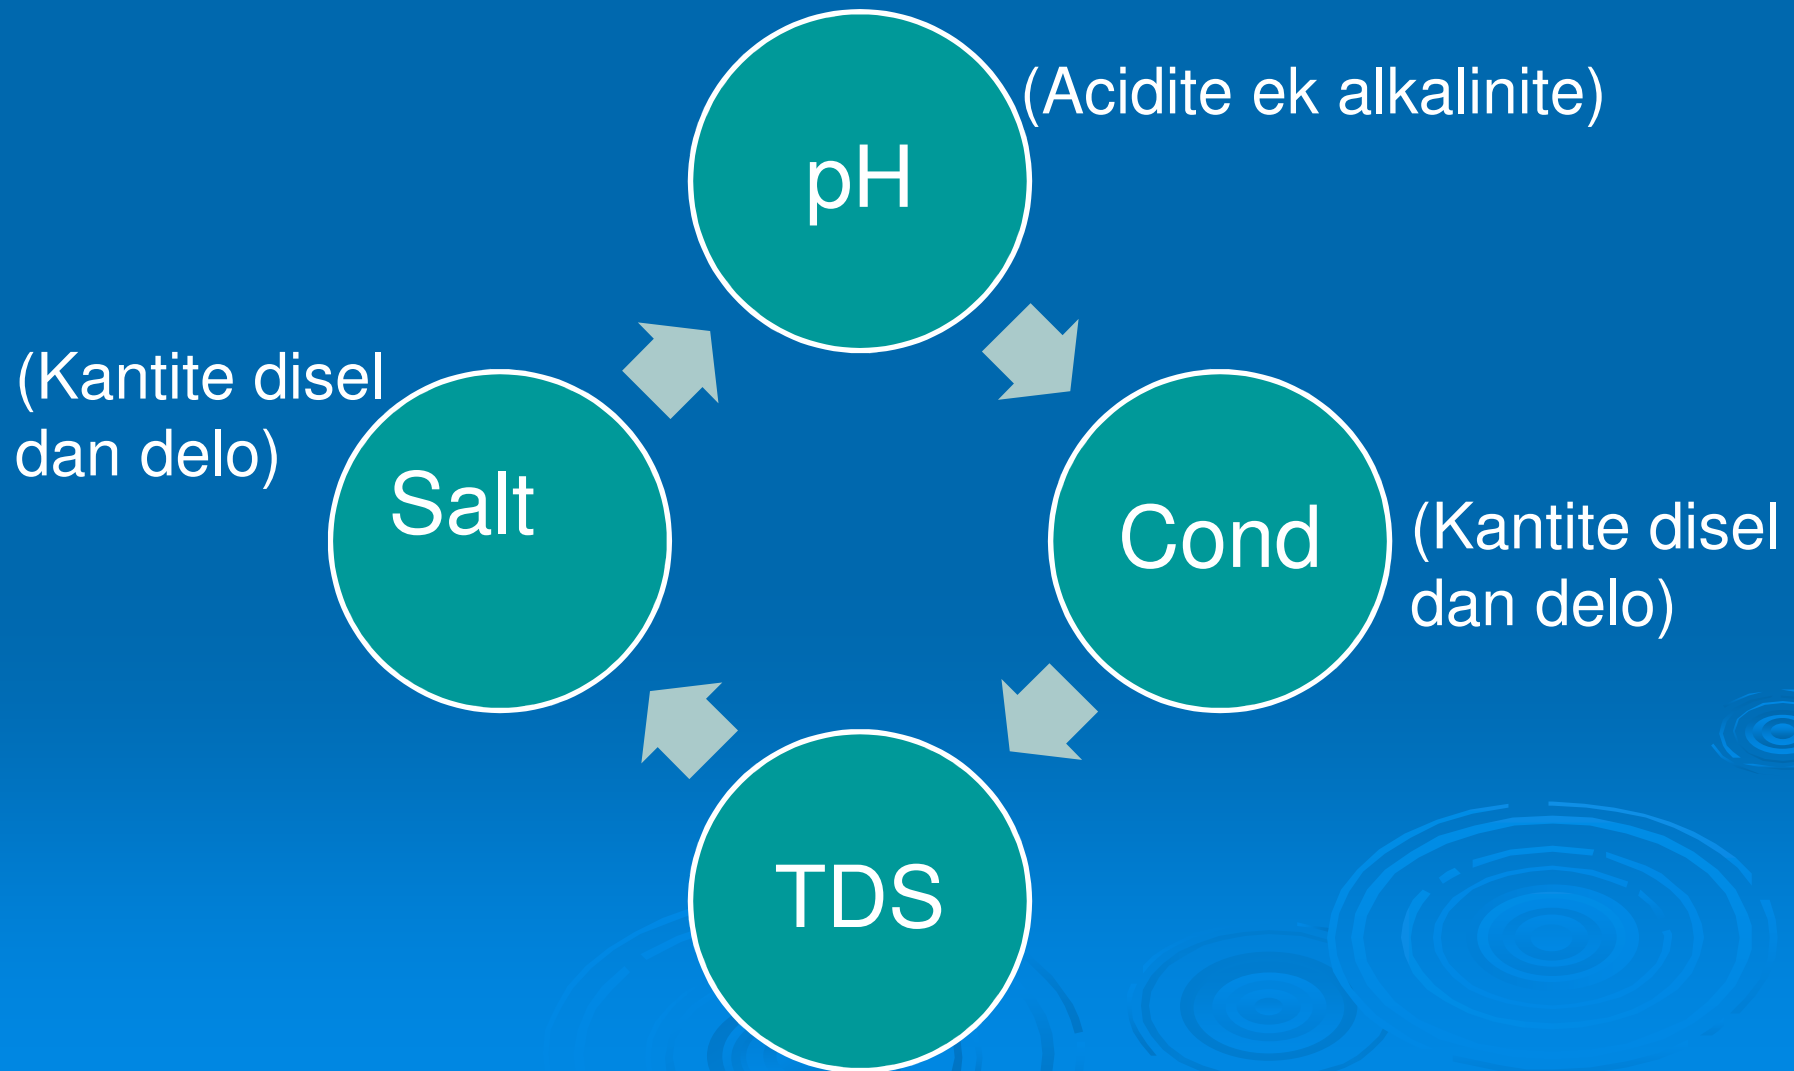 pH
(Acidite ek alkalinite)
(Kantite disel
dan delo)
Salt
Cond
(Kantite disel
dan delo)
TDS